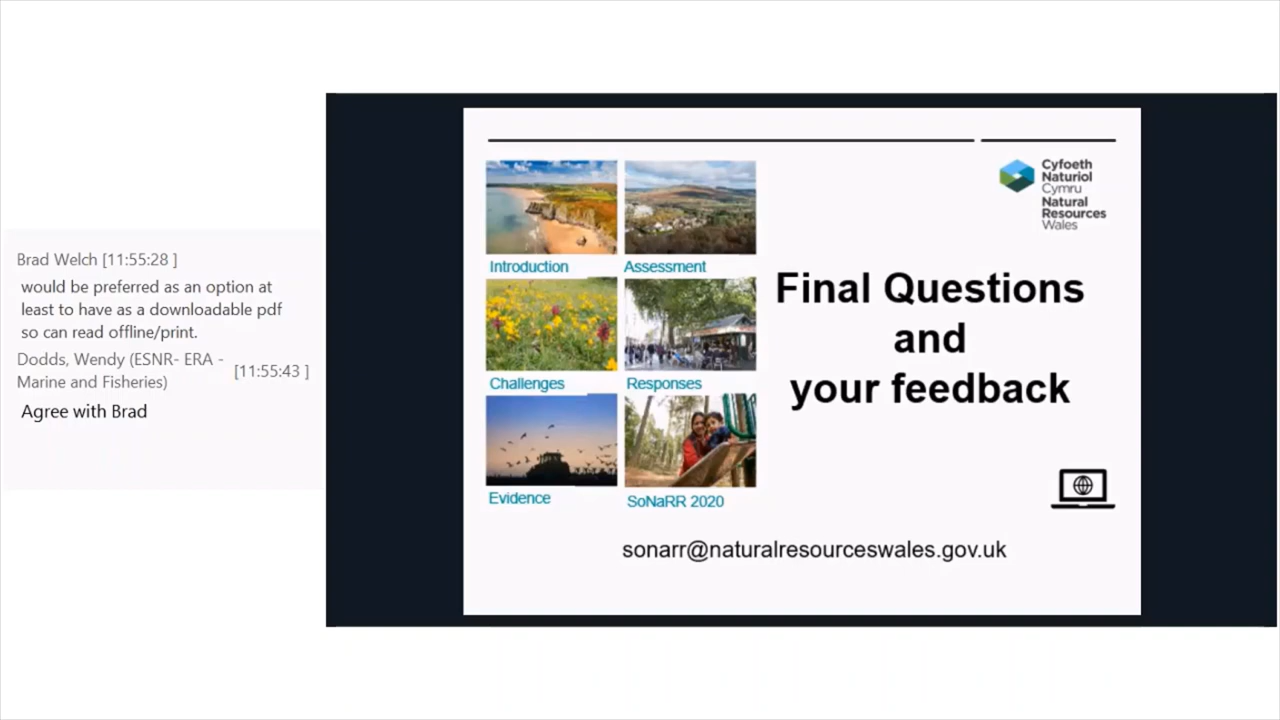 Brad Welch [11:55:28 ]
would be preferred as an option at
least to have as a downloadable pdf
so can read offline/print.
Dodds, Wendy (ESNR- ERA -
Marine and Fisheries) [11:55:43 ]
Agree with Brad
Cyfoeth
Naturiol
Cymru
Natural
Resources
Wales
Introduction
Assessment
Challenges
Responses
Evidence
SoNaRR 2020
Final Questions
and
your feedback
sonarr@naturalresourceswales.gov.uk